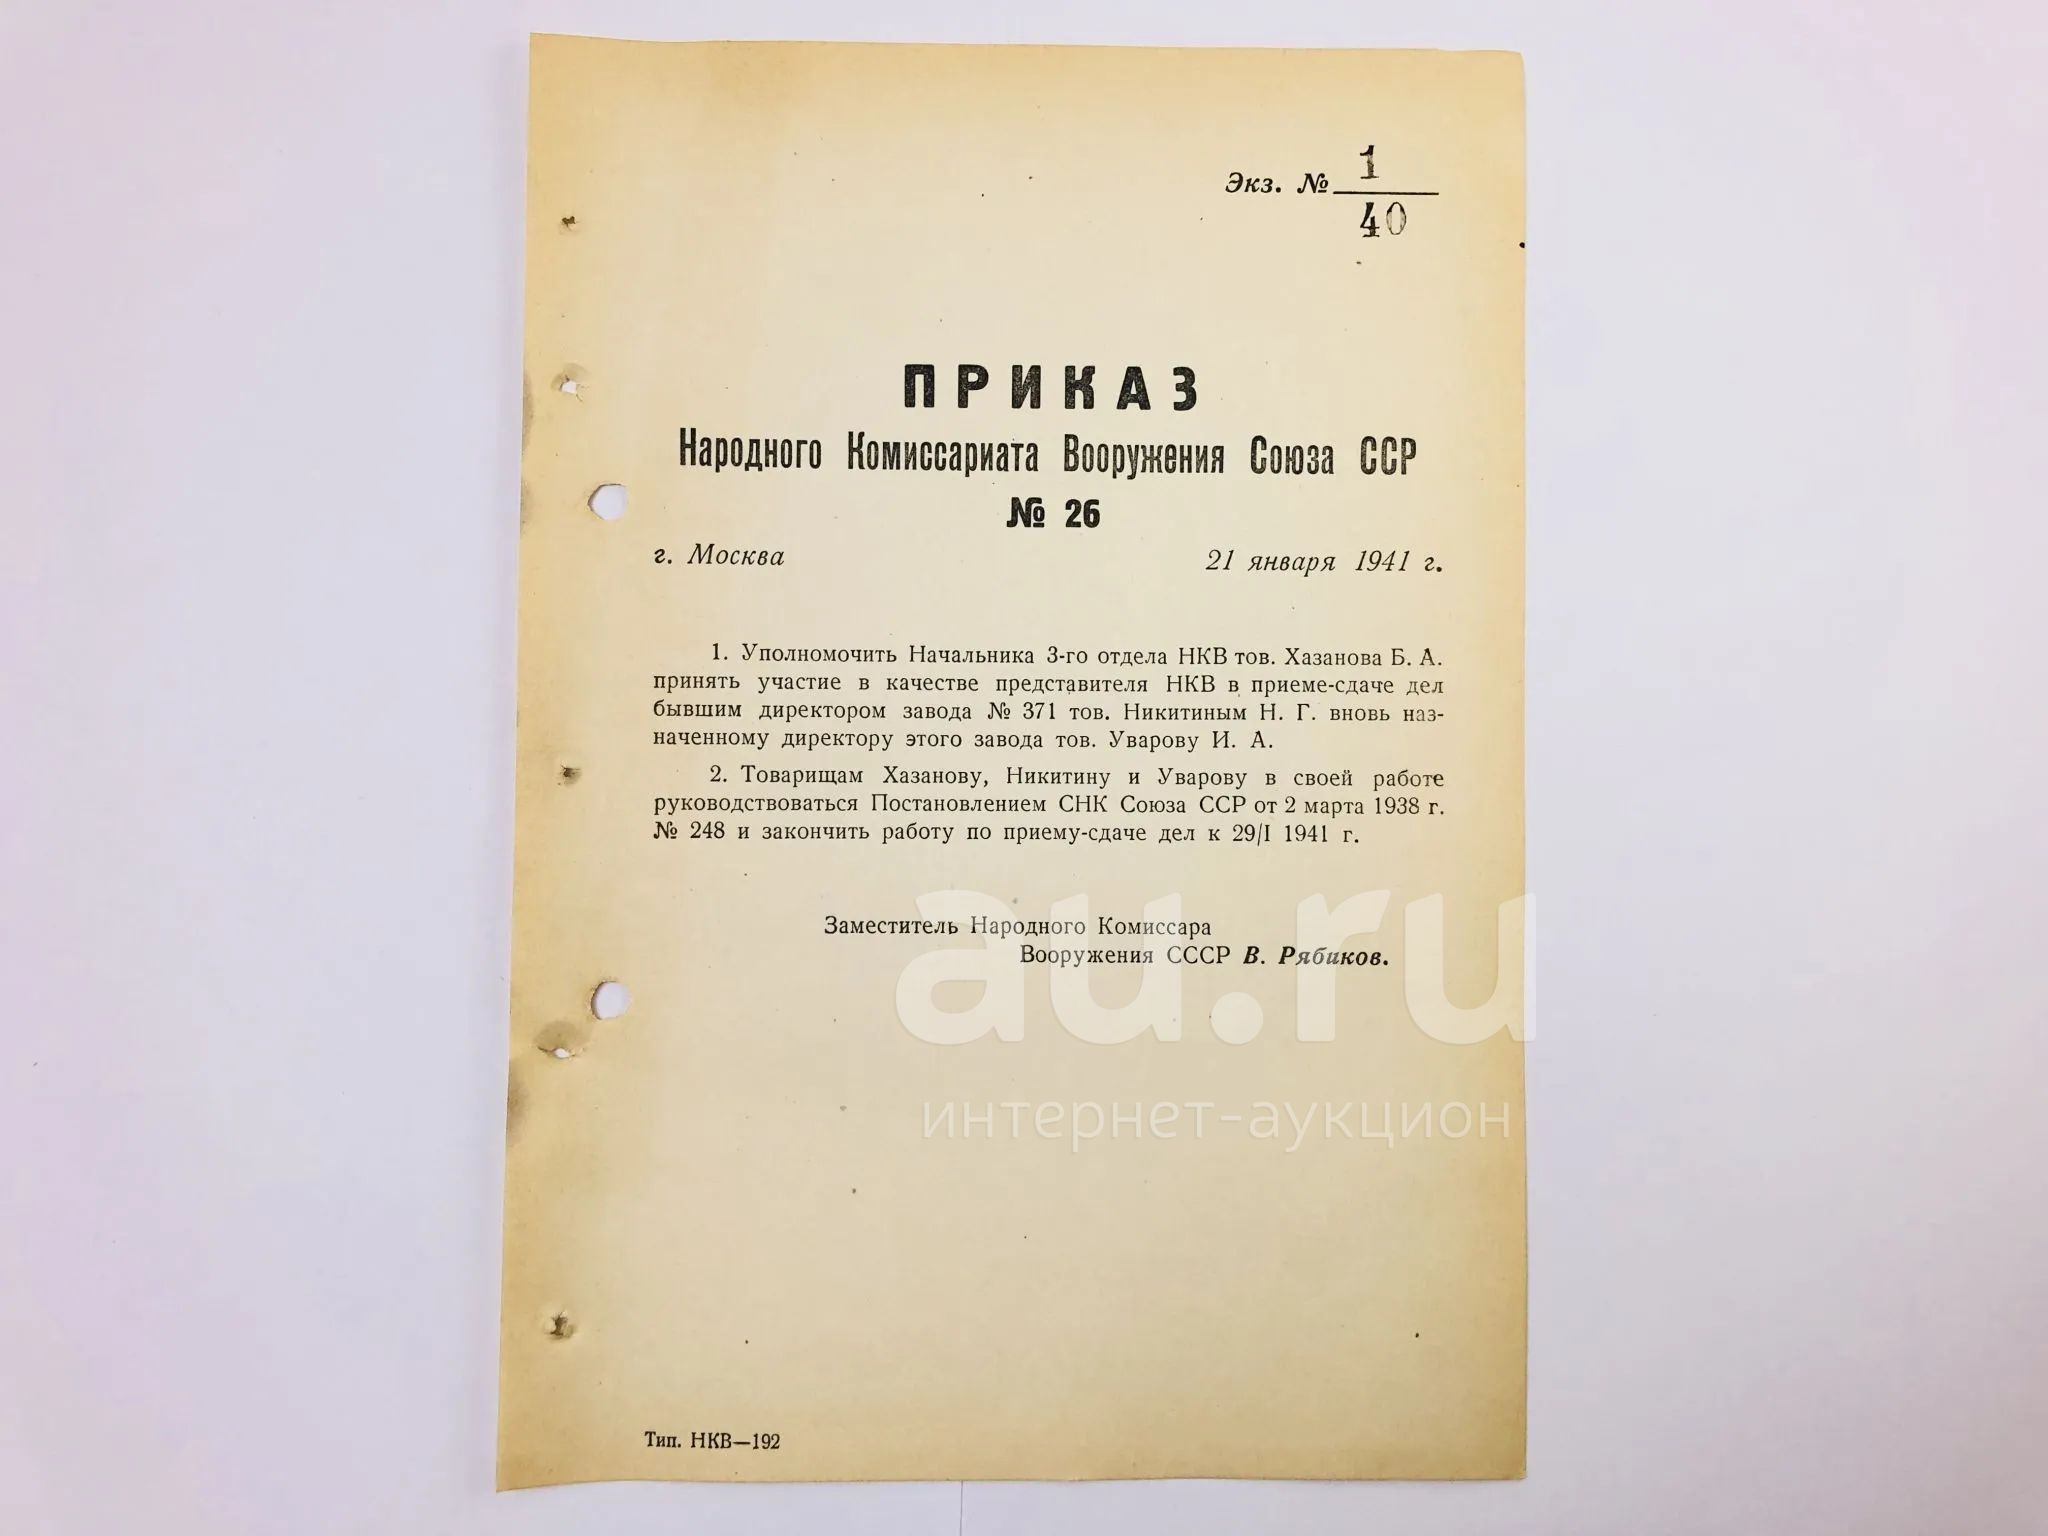 Экз. № 1
40
ПРИКАЗ
Народного Комиссариата Вооружения Союза ССР
№ 26
г. Москва 21 января 1941 г.
1. Уполномочить Начальника 3-го отдела НКВ тов. Хазанова Б. А.
принять участие в качестве представителя НКВ в приеме-сдаче дел
бывшим директором завода № 371 тов. Никитиным Н. Г. вновь наз-
наченному директору этого завода тов. Уварову И. А.
2. Товарищам Хазанову, Никитину и Уварову в своей работе
руководствоваться Постановлением СНК Союза ССР от 2 марта 1938 г.
№ 248 и закончить работу по приему-сдаче дел к 29/I 1941 г.
Заместитель Народного Комиссара
Вооружения СССР В. Рябиков.
au.ru
интернет-аукцион
Тип. НКВ—192